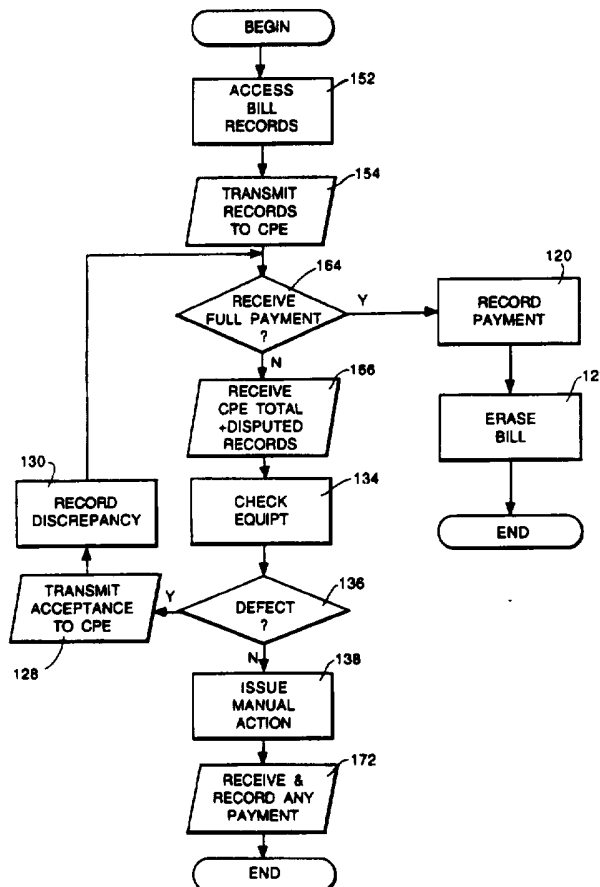 BEGIN
152
ACCESS
BILL
RECORDS
154
TRANSMIT
RECORDS
TO CPE
164
RECEIVE
FULL PAYMENT
?
Y
N
120
RECORD
PAYMENT
12
ERASE
BILL
END
166
RECEIVE
CPE TOTAL
+DISPUTED
RECORDS
134
CHECK
EQUIPT
136
DEFECT
?
Y
N
128
TRANSMIT
ACCEPTANCE
TO CPE
130
RECORD
DISCREPANCY
138
ISSUE
MANUAL
ACTION
172
RECEIVE &
RECORD ANY
PAYMENT
END